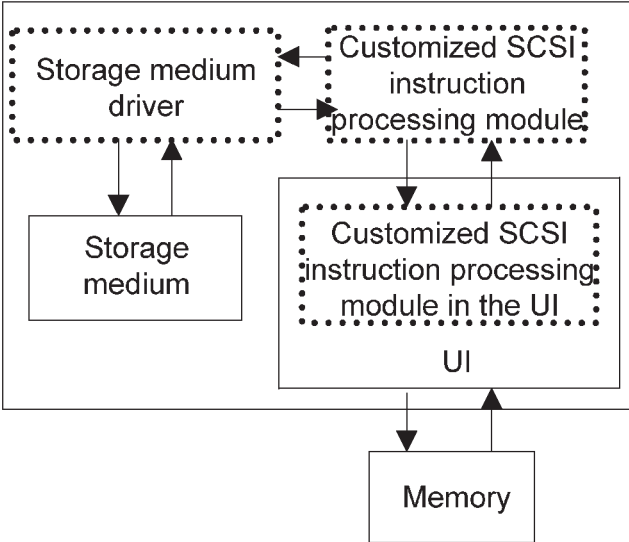 Storage medium
driver
Customized SCSI
instruction
processing module
Storage
medium
Customized SCSI
instruction processing
module in the UI
UI
Memory